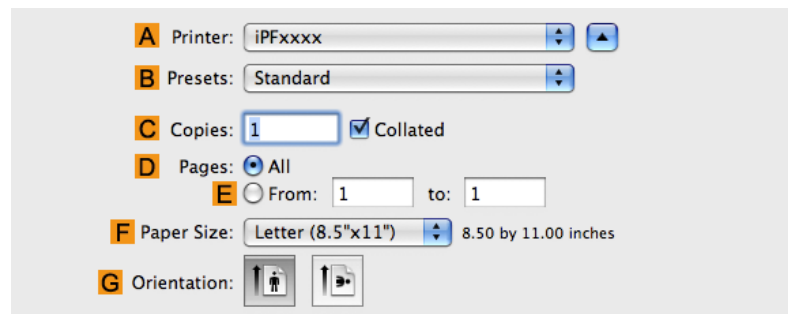 A Printer: iPFxxxx
B Presets: Standard
C Copies: 1 Collated
D Pages: All
E From: 1 to: 1
F Paper Size: Letter (8.5"x11") 8.50 by 11.00 inches
G Orientation: